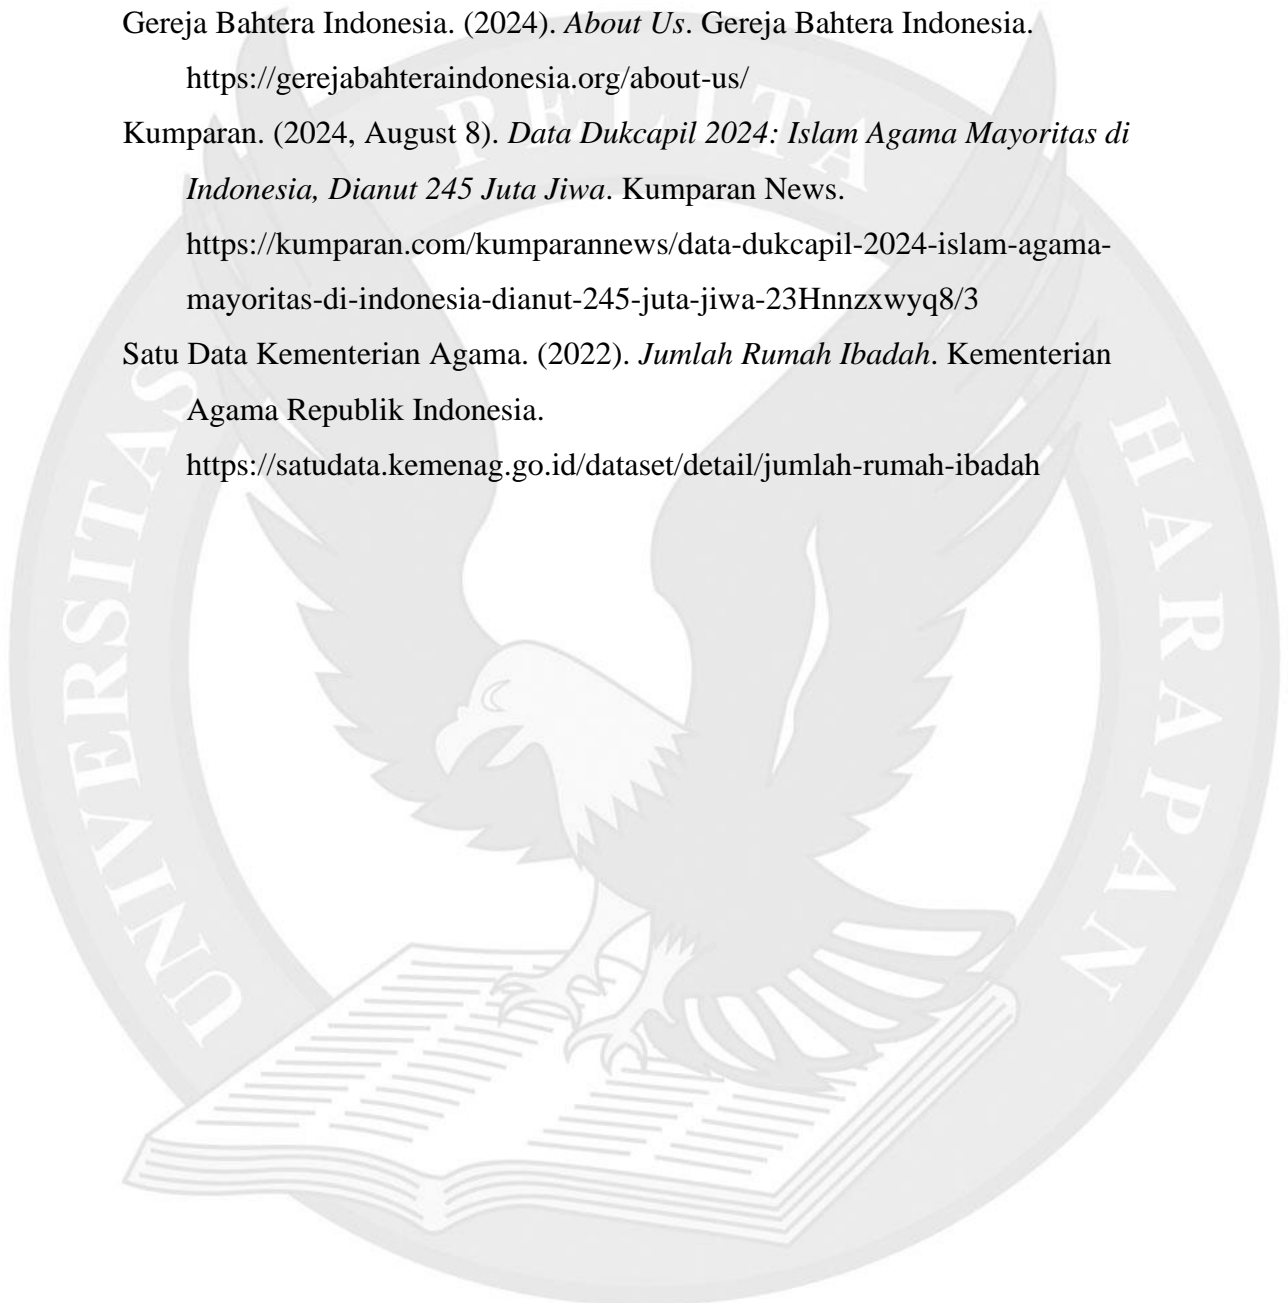 Gereja Bahtera Indonesia. (2024). About Us. Gereja Bahtera Indonesia.
https://gerejabahteraindonesia.org/about-us/
Kumparan. (2024, August 8). Data Dukcapil 2024: Islam Agama Mayoritas di
Indonesia, Dianut 245 Juta Jiwa. Kumparan News.
https://kumparan.com/kumparannews/data-dukcapil-2024-islam-agama-
mayoritas-di-indonesia-dianut-245-juta-jiwa-23Hnnzxwyq8/3
Satu Data Kementerian Agama. (2022). Jumlah Rumah Ibadah. Kementerian
Agama Republik Indonesia.
https://satudata.kemenag.go.id/dataset/detail/jumlah-rumah-ibadah
UNIVERSITAS PELITA HARAPAN